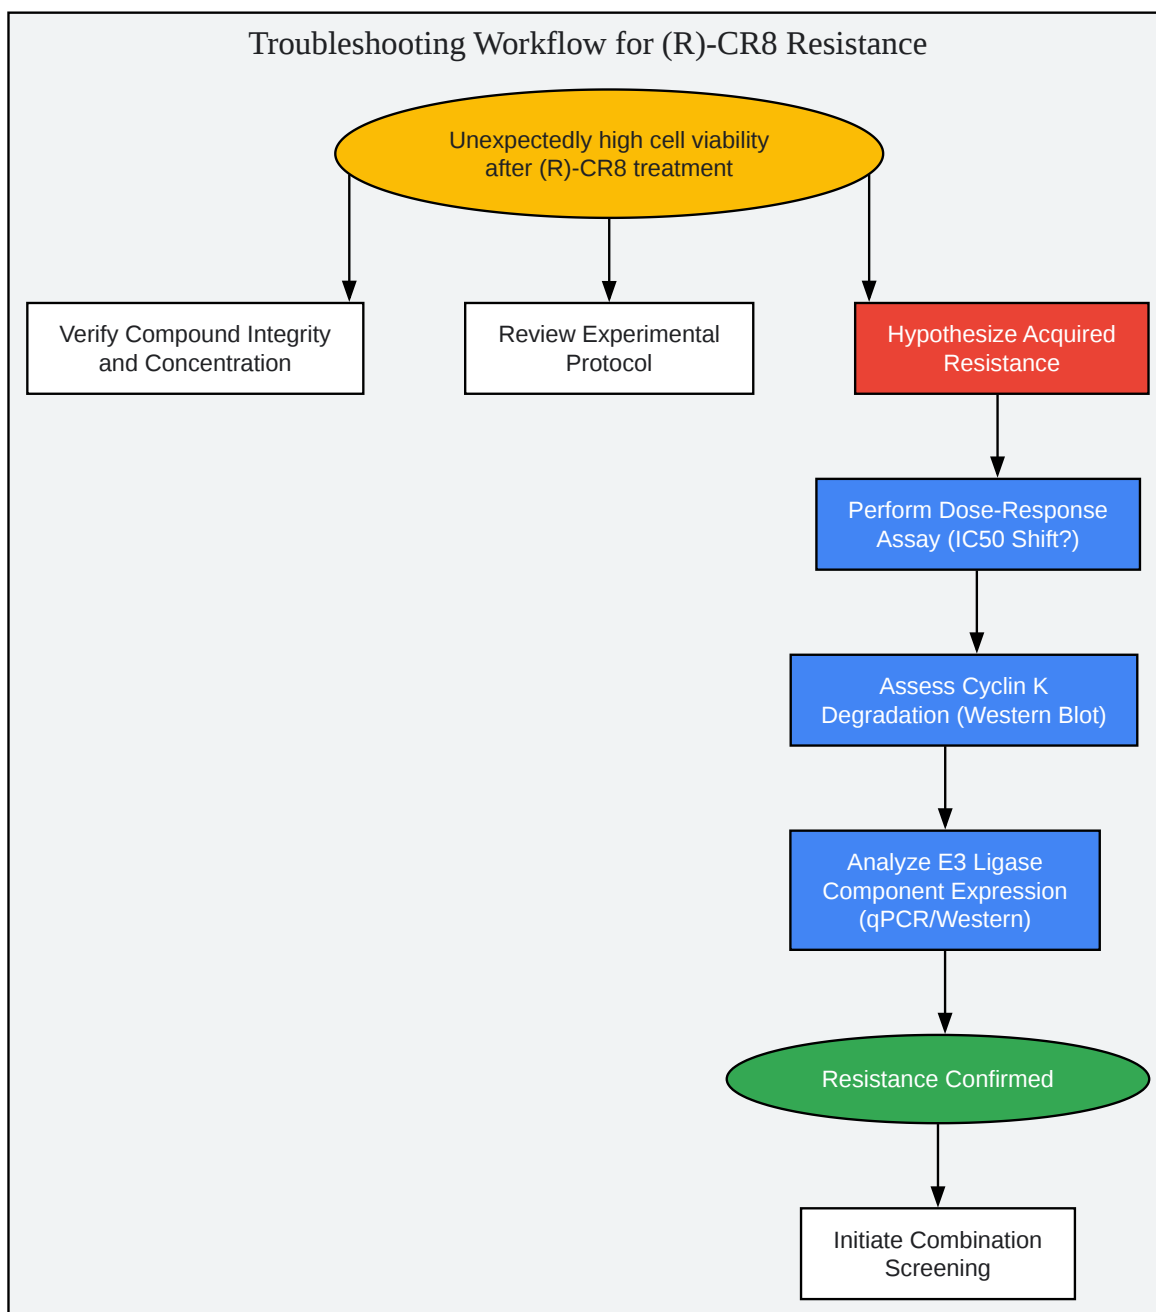 Troubleshooting Workflow for (R)-CR8 Resistance
Unexpectedly high cell viability
after (R)-CR8 treatment
Verify Compound Integrity
and Concentration
Review Experimental
Protocol
Hypothesize Acquired
Resistance
Perform Dose-Response
Assay (IC50 Shift?)
Assess Cyclin K
Degradation (Western Blot)
Analyze E3 Ligase
Component Expression
(qPCR/Western)
Resistance Confirmed
Initiate Combination
Screening